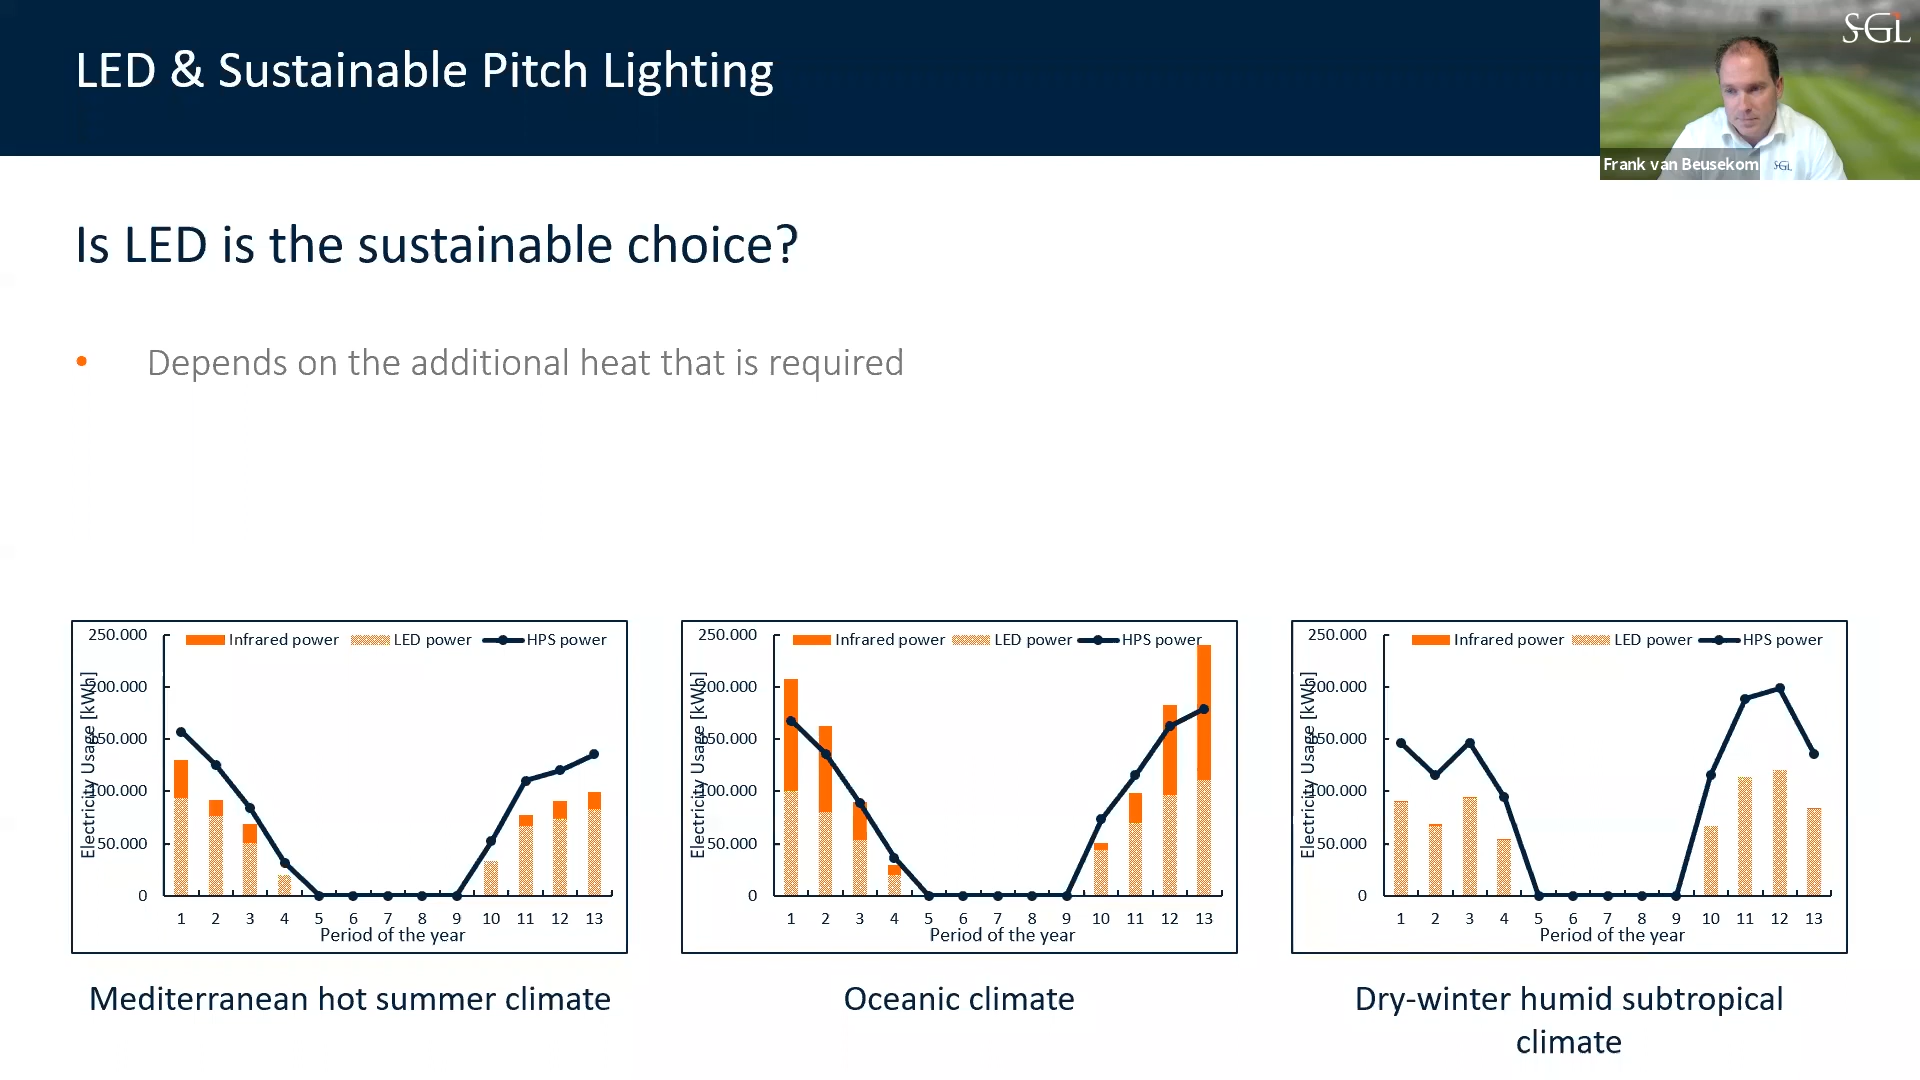 LED & Sustainable Pitch Lighting
SGL
Frank van Beusekom
SGL
Is LED is the sustainable choice?
• Depends on the additional heat that is required
Infrared power LED power HPS power
Electricity Usage [kWh]
250.000
200.000
150.000
100.000
50.000
0
1 2 3 4 5 6 7 8 9 10 11 12 13
Period of the year
Mediterranean hot summer climate
Infrared power LED power HPS power
Electricity Usage [kWh]
250.000
200.000
150.000
100.000
50.000
0
1 2 3 4 5 6 7 8 9 10 11 12 13
Period of the year
Oceanic climate
Infrared power LED power HPS power
Electricity Usage [kWh]
250.000
200.000
150.000
100.000
50.000
0
1 2 3 4 5 6 7 8 9 10 11 12 13
Period of the year
Dry-winter humid subtropical
climate